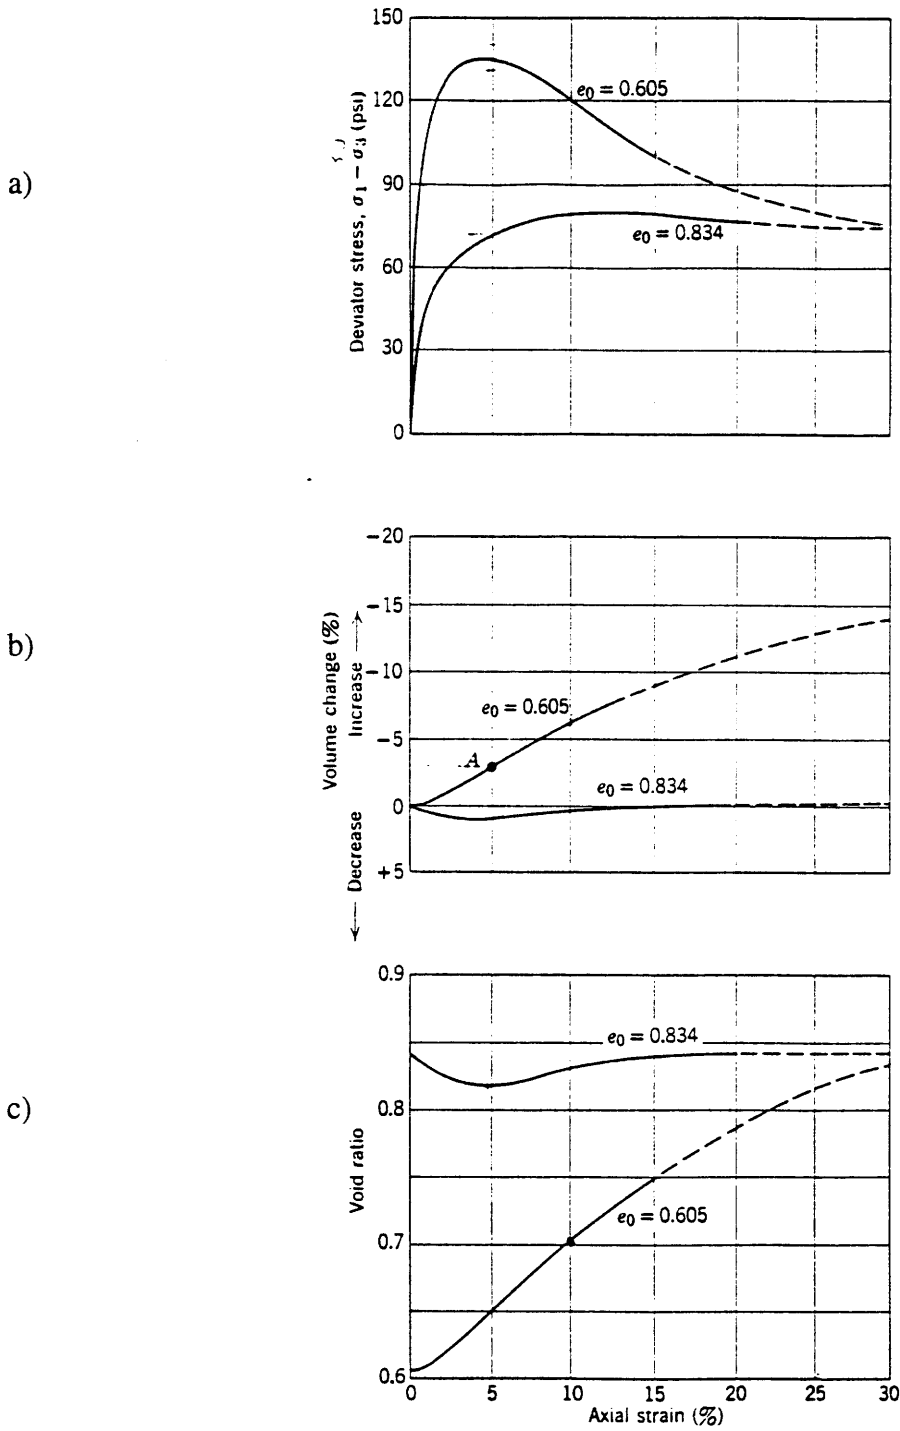 a)
Deviator stress, σ1 − σ3 (psi)
150
120
90
60
30
0
e0 = 0.605
e0 = 0.834
b)
Volume change (%)
← Decrease Increase →
−20
−15
−10
−5
0
+5
e0 = 0.605
A
e0 = 0.834
c)
Void ratio
0.9
0.8
0.7
0.6
e0 = 0.834
e0 = 0.605
0 5 10 15 20 25 30
Axial strain (%)